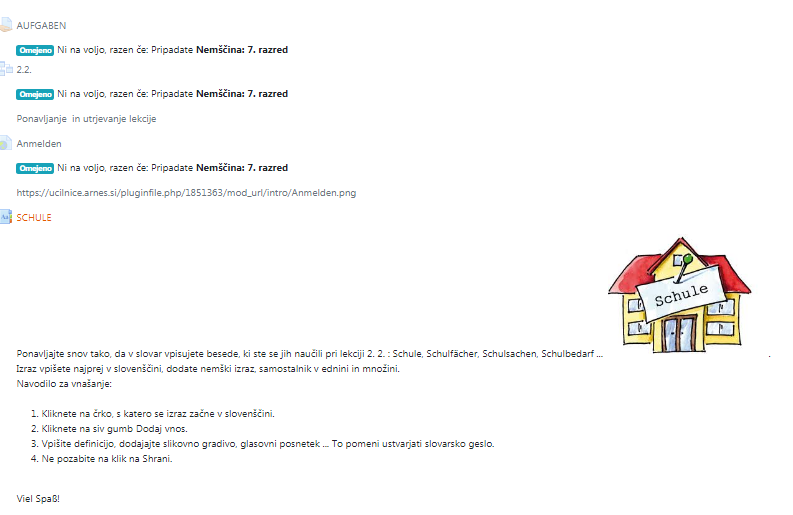 AUFGABEN
Omejeno Ni na voljo, razen če: Pripadate Nemščina: 7. razred
2.2.
Omejeno Ni na voljo, razen če: Pripadate Nemščina: 7. razred
Ponavljanje in utrjevanje lekcije
Anmelden
Omejeno Ni na voljo, razen če: Pripadate Nemščina: 7. razred
https://ucilnice.arnes.si/pluginfile.php/1851363/mod_url/intro/Anmelden.png
SCHULE
Schule
Ponavljajte snov tako, da v slovar vpisujete besede, ki ste se jih naučili pri lekciji 2. 2. : Schule, Schulfächer, Schulsachen, Schulbedarf ... .
Izraz vpišete najprej v slovenščini, dodate nemški izraz, samostalnik v ednini in množini.
Navodilo za vnašanje:
1. Kliknete na črko, s katero se izraz začne v slovenščini.
2. Kliknete na siv gumb Dodaj vnos.
3. Vpišite definicijo, dodajajte slikovno gradivo, glasovni posnetek ... To pomeni ustvarjati slovarsko geslo.
4. Ne pozabite na klik na Shrani.
Viel Spaß!